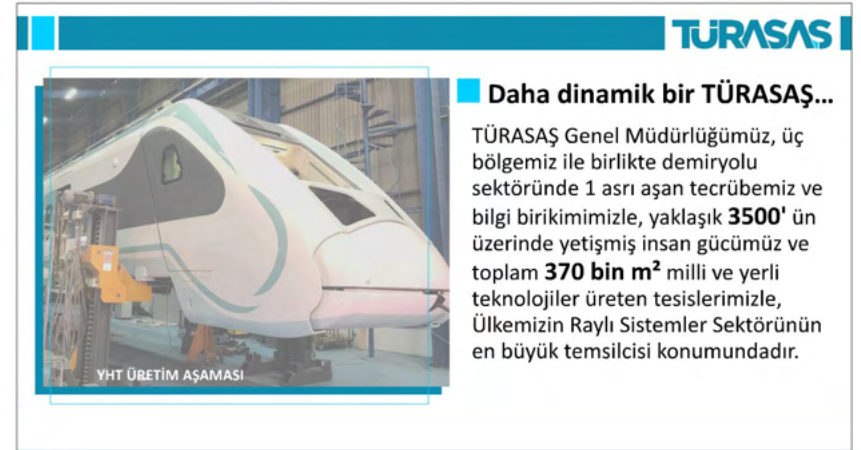 TÜRASAŞ
Daha dinamik bir TÜRASAŞ...
TÜRASAŞ Genel Müdürlüğümüz, üç
bölgemiz ile birlikte demiryolu
sektöründe 1 asrı aşan tecrübemiz ve
bilgi birikimimizle, yaklaşık 3500' ün
üzerinde yetişmiş insan gücümüz ve
toplam 370 bin m² milli ve yerli
teknolojiler üreten tesislerimizle,
Ülkemizin Raylı Sistemler Sektörünün
en büyük temsilcisi konumundadır.
YHT ÜRETİM AŞAMASI